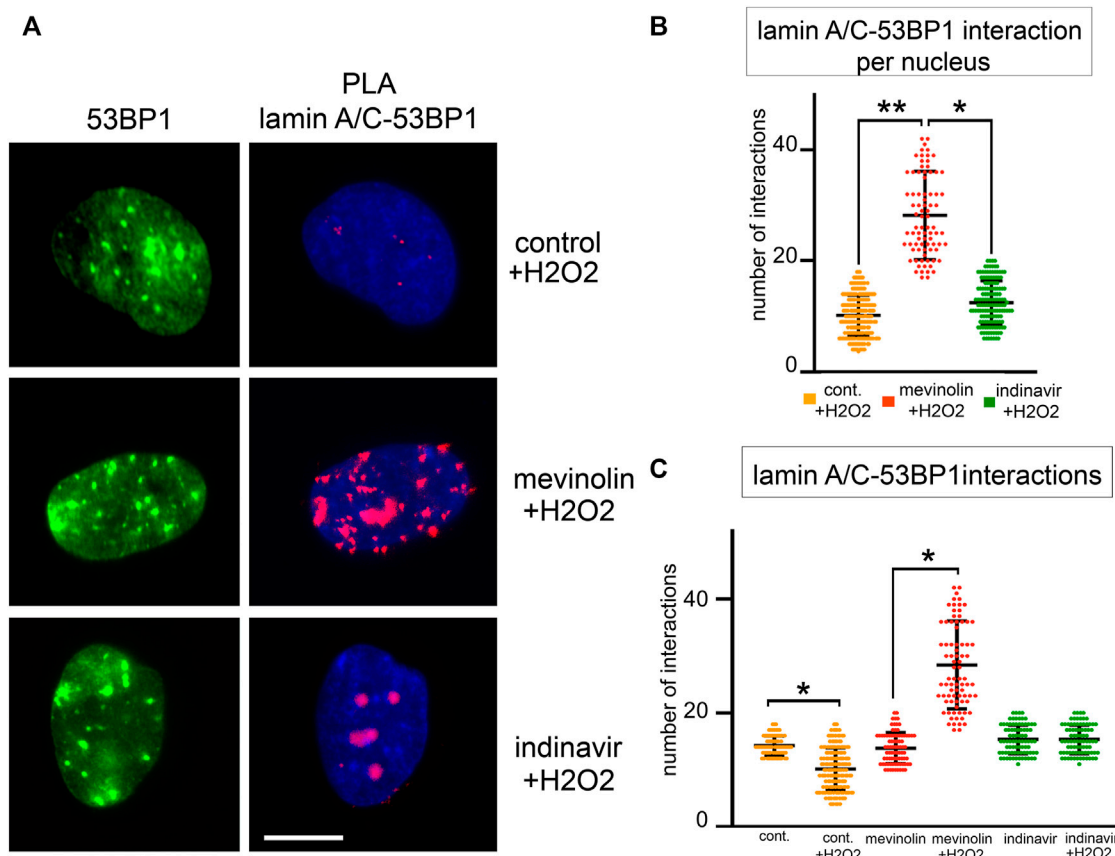 A
53BP1
PLA
lamin A/C-53BP1
control
+H2O2
mevinolin
+H2O2
indinavir
+H2O2
B
lamin A/C-53BP1 interaction
per nucleus
number of interactions
40
20
0
**
*
cont.
+H2O2
mevinolin
+H2O2
indinavir
+H2O2
C
lamin A/C-53BP1interactions
number of interactions
40
20
0
*
*
cont.
cont.
+H2O2
mevinolin
mevinolin
+H2O2
indinavir
indinavir
+H2O2